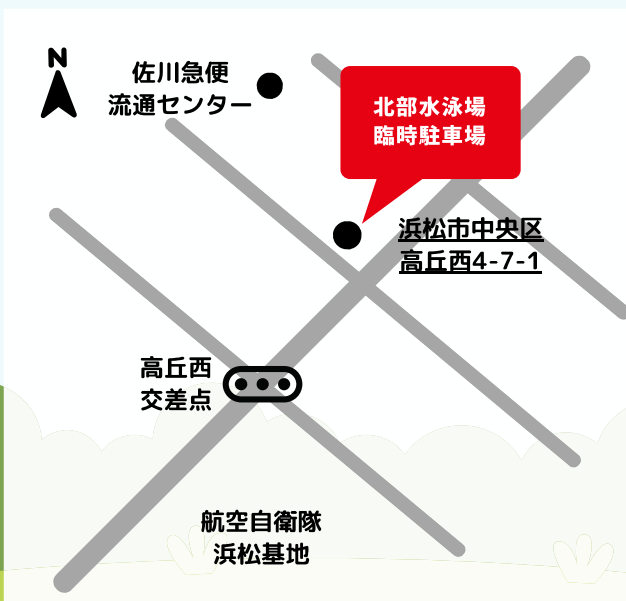 N
佐川急便
流通センター
北部水泳場
臨時駐車場
浜松市中央区
高丘西4-7-1
高丘西
交差点
航空自衛隊
浜松基地